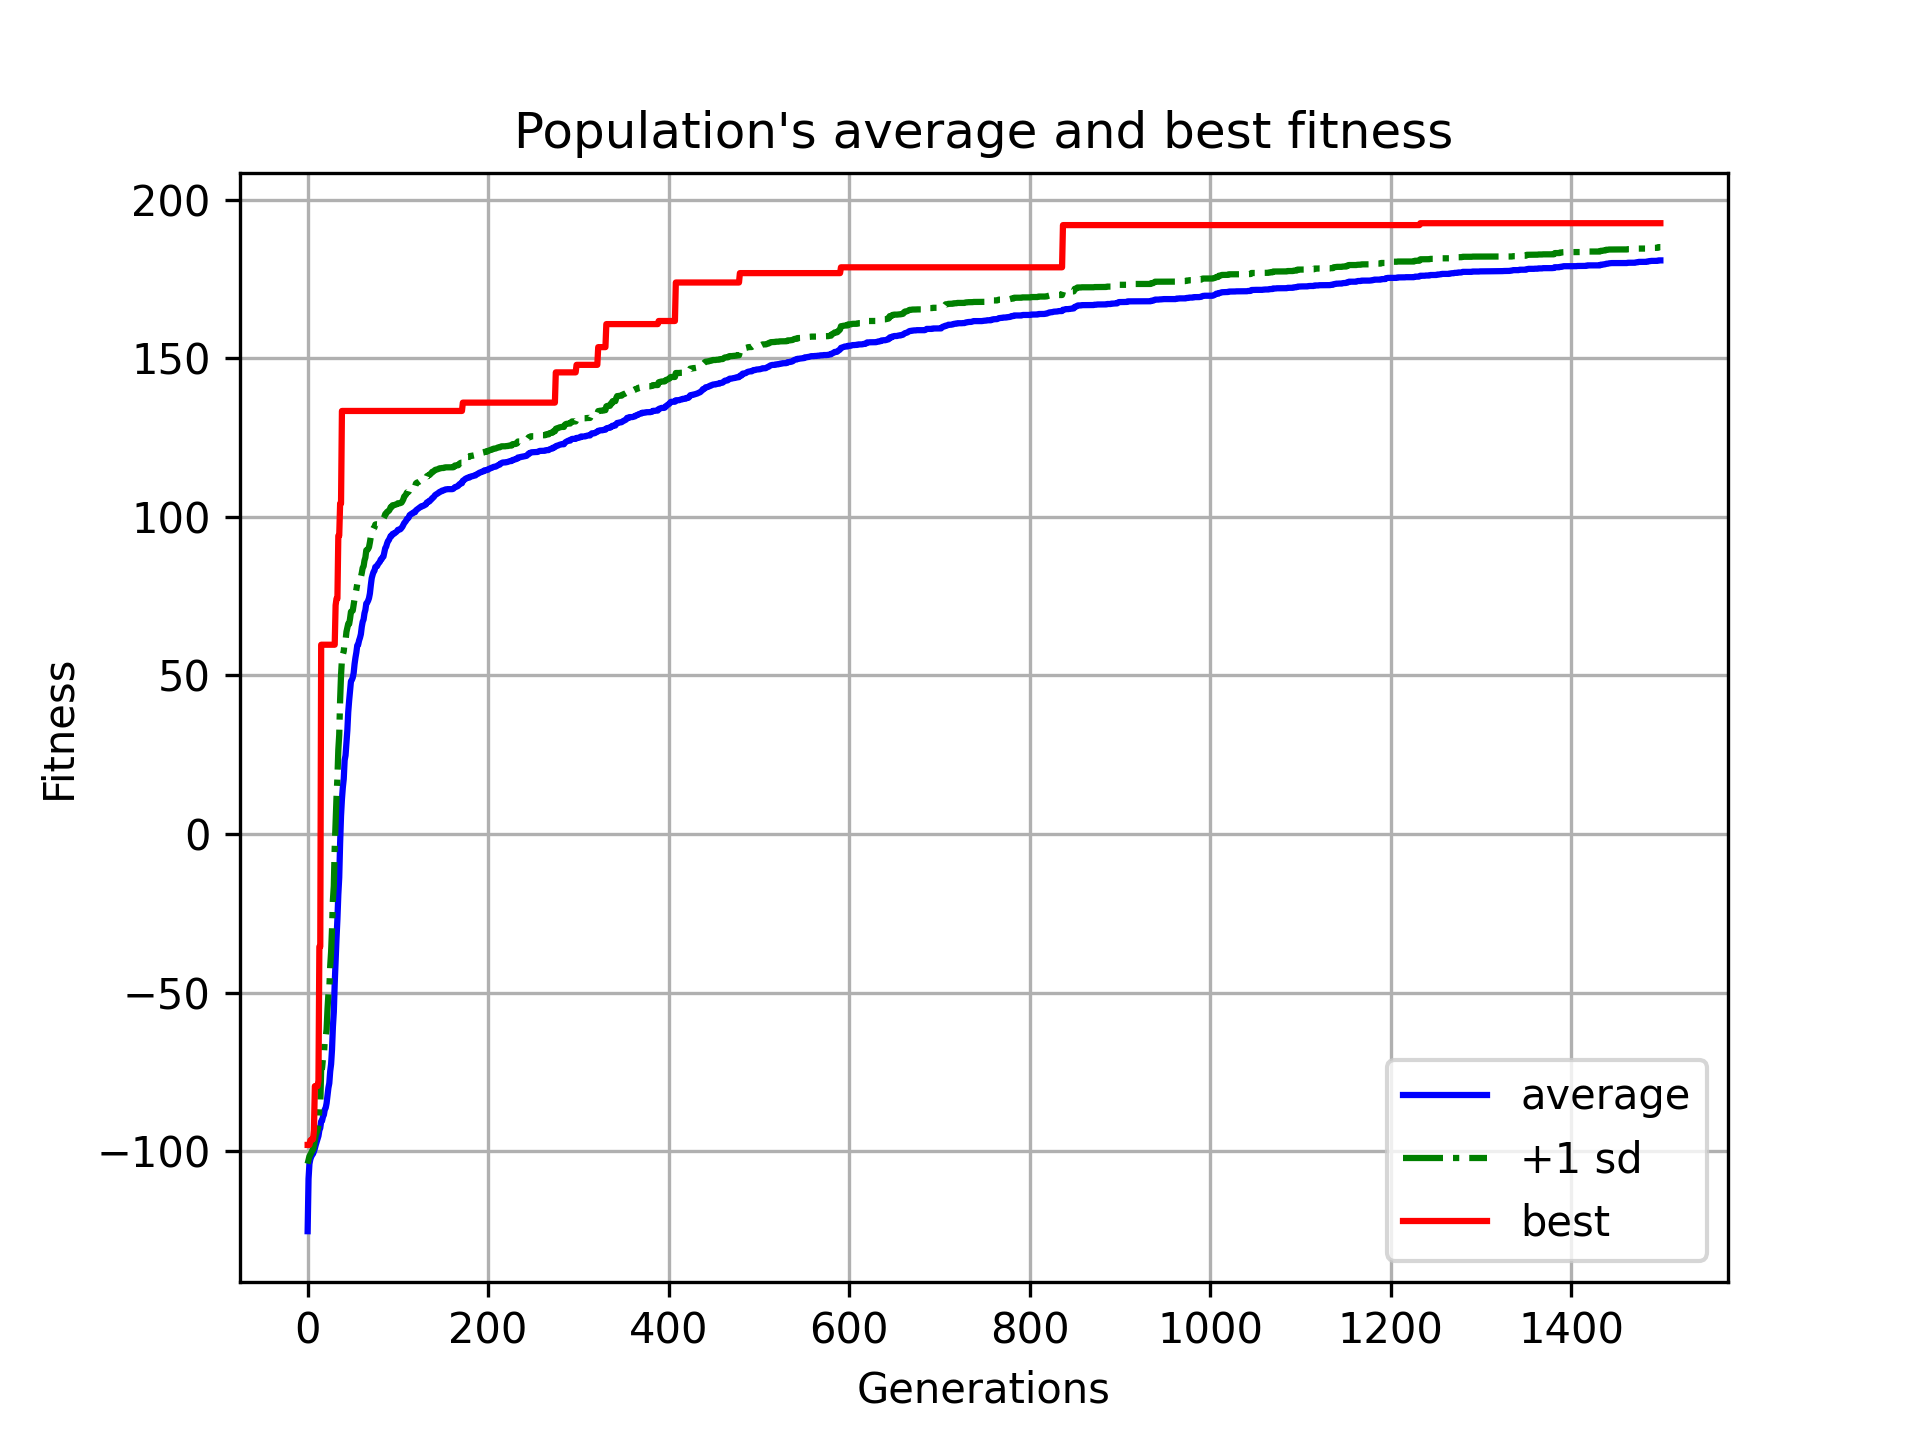 Population's average and best fitness
200
150
100
50
0
−50
−100
Fitness
0 200 400 600 800 1000 1200 1400
Generations
average
+1 sd
best